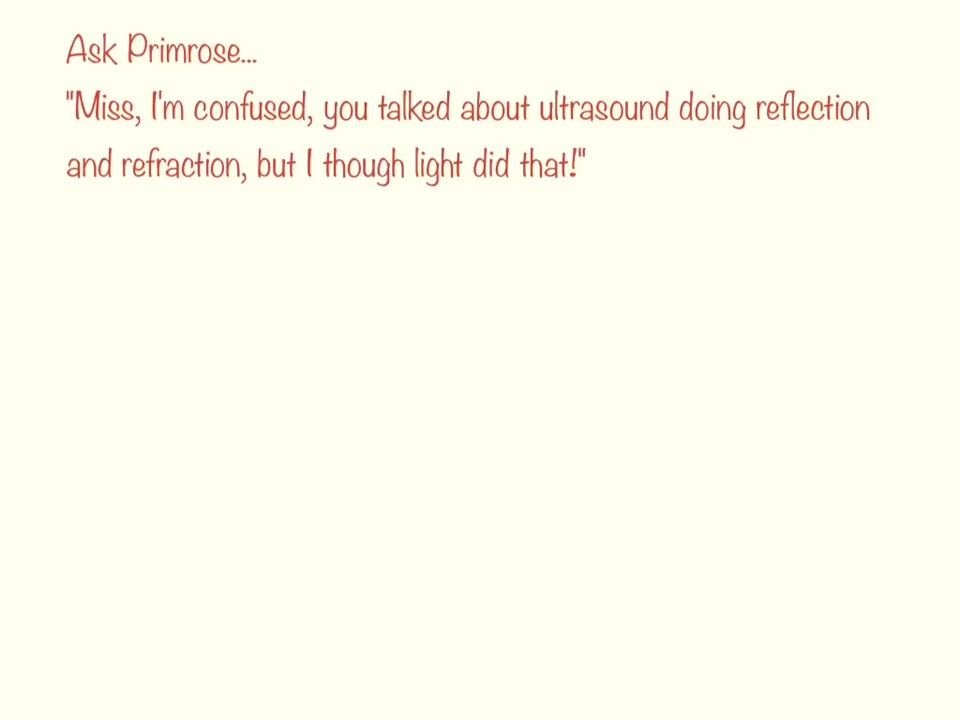 Ask Primrose...
"Miss, I'm confused, you talked about ultrasound doing reflection
and refraction, but I though light did that!"